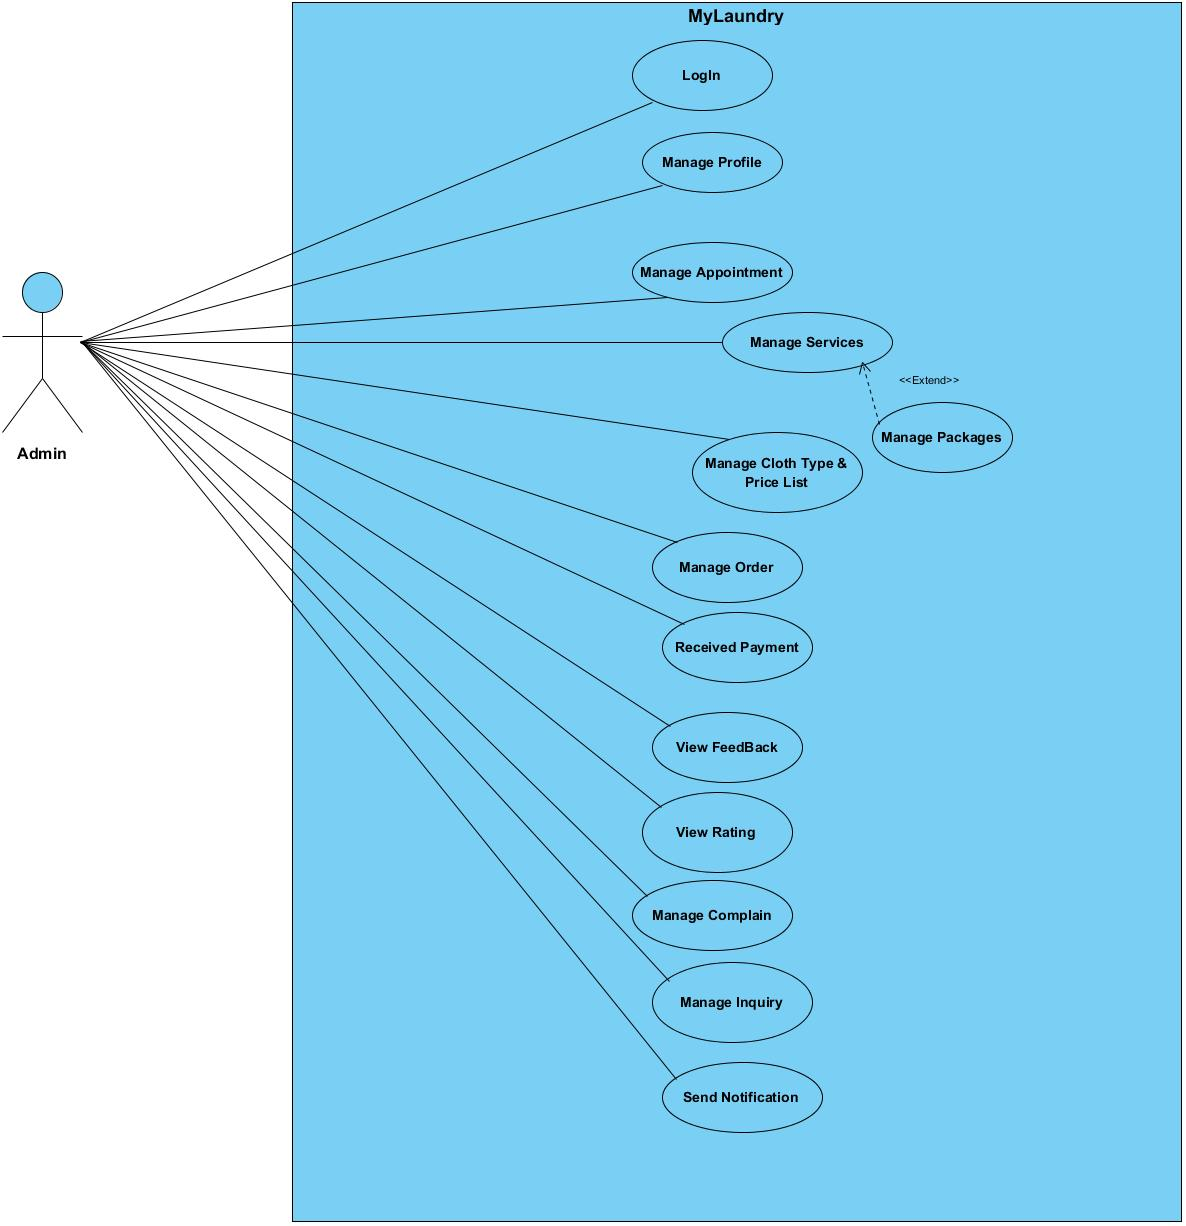 MyLaundry
LogIn
Manage Profile
Manage Appointment
Manage Services
<<Extend>>
Manage Packages
Admin
Manage Cloth Type &
Price List
Manage Order
Received Payment
View FeedBack
View Rating
Manage Complain
Manage Inquiry
Send Notification